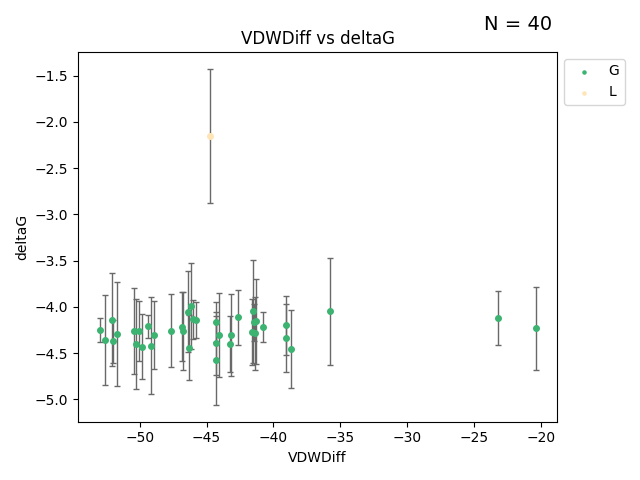 N = 40
VDWDiff vs deltaG
G
L
−1.5
−2.0
−2.5
−3.0
−3.5
−4.0
−4.5
−5.0
deltaG
−50 −45 −40 −35 −30 −25 −20
VDWDiff